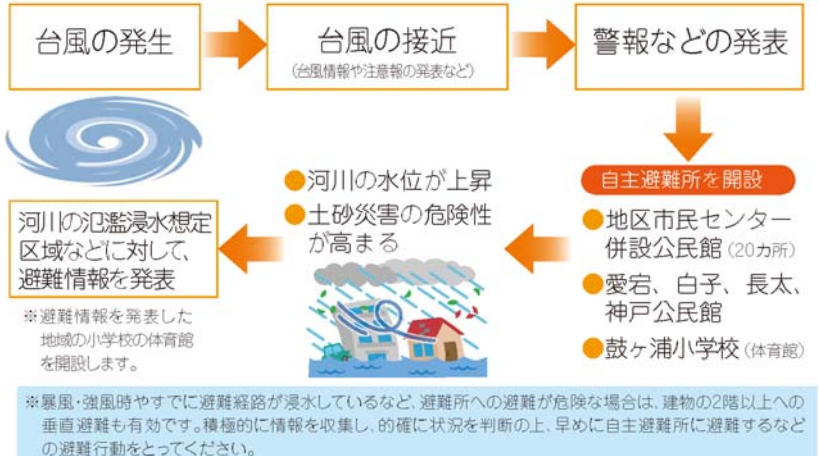 台風の発生
台風の接近
（台風情報や注意報の発表など）
警報などの発表
自主避難所を開設
●地区市民センター
併設公民館（20カ所）
●愛宕、白子、長太、
神戸公民館
●鼓ヶ浦小学校（体育館）
●河川の水位が上昇
●土砂災害の危険性
が高まる
河川の氾濫浸水想定
区域などに対して、
避難情報を発表
※避難情報を発表した
地域の小学校の体育館
を開設します。
※暴風・強風時やすでに避難経路が浸水しているなど、避難所への避難が危険な場合は、建物の2階以上への
垂直避難も有効です。積極的に情報を収集し、的確に状況を判断の上、早めに自主避難所に避難するなど
の避難行動をとってください。